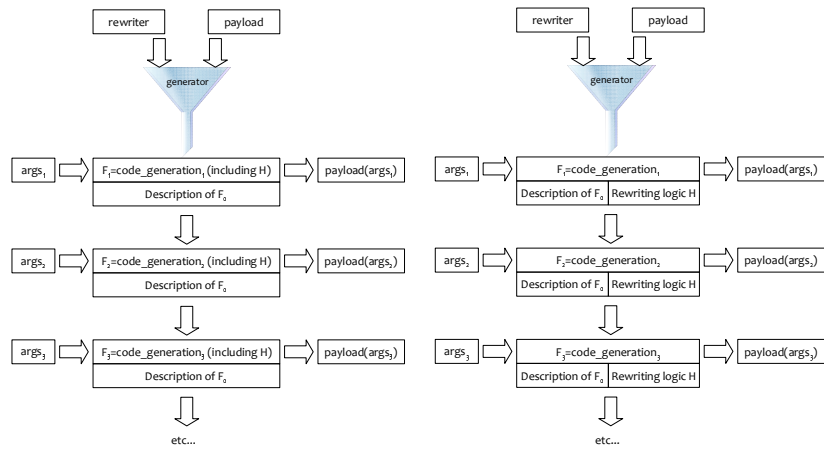 rewriter
payload
generator
args₁
F₁=code_generation₁ (including H)
payload(args₁)
Description of F₀
args₂
F₂=code_generation₂ (including H)
payload(args₂)
Description of F₀
args₃
F₃=code_generation₃ (including H)
payload(args₃)
Description of F₀
etc...
rewriter
payload
generator
args₁
F₁=code_generation₁
payload(args₁)
Description of F₀
Rewriting logic H
args₂
F₂=code_generation₂
payload(args₂)
Description of F₀
Rewriting logic H
args₃
F₃=code_generation₃
payload(args₃)
Description of F₀
Rewriting logic H
etc...